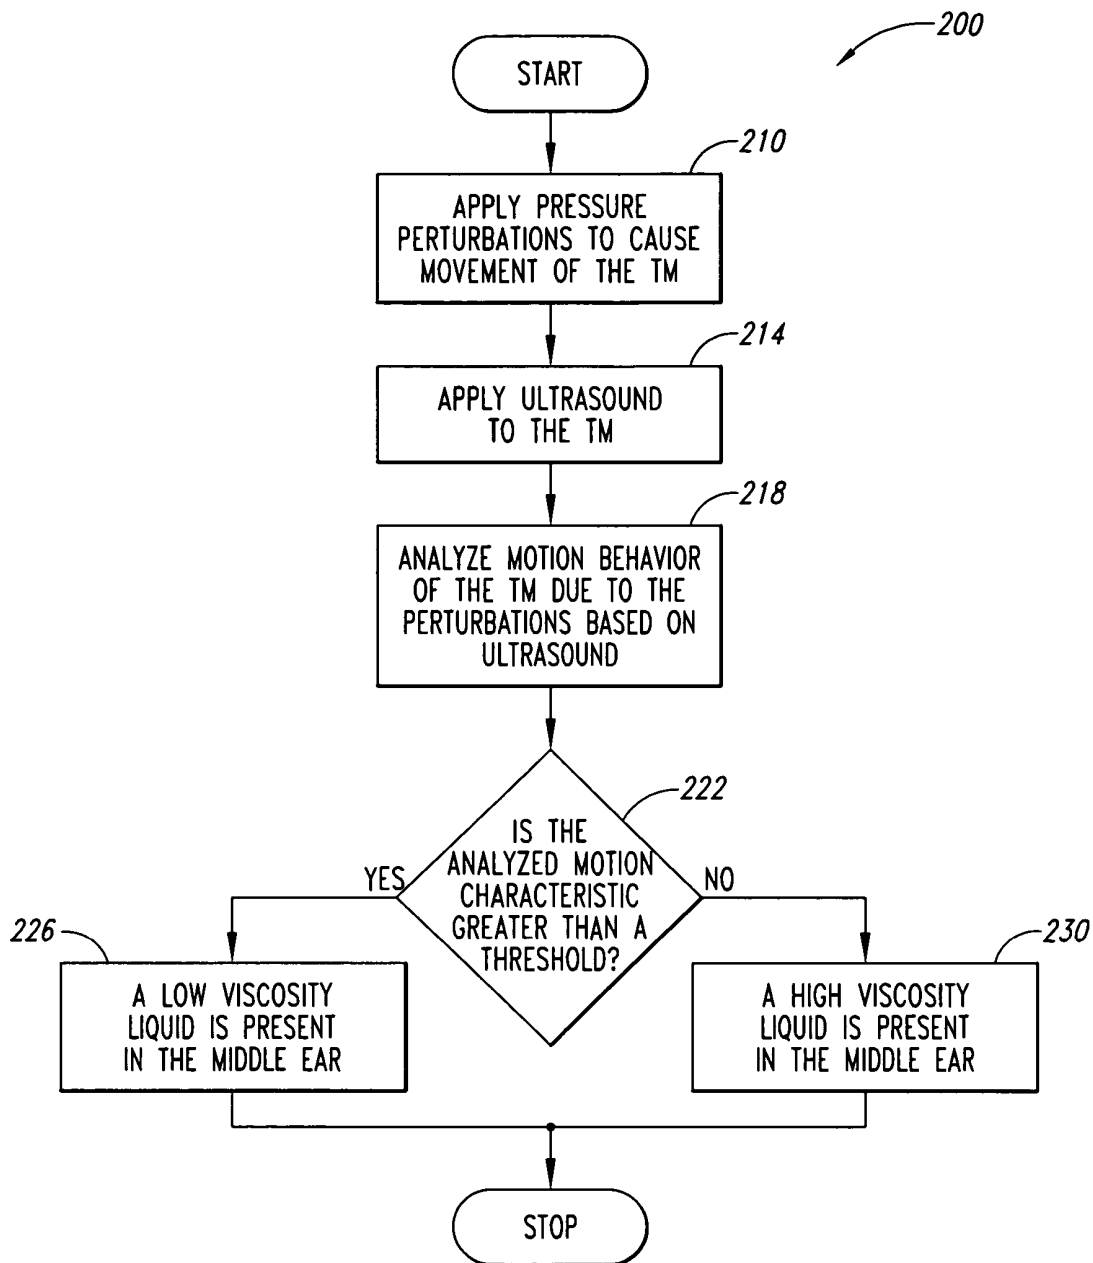 200
START
210
APPLY PRESSURE
PERTURBATIONS TO CAUSE
MOVEMENT OF THE TM
214
APPLY ULTRASOUND
TO THE TM
218
ANALYZE MOTION BEHAVIOR
OF THE TM DUE TO THE
PERTURBATIONS BASED ON
ULTRASOUND
222
IS THE
ANALYZED MOTION
CHARACTERISTIC
GREATER THAN A
THRESHOLD?
YES
NO
226
A LOW VISCOSITY
LIQUID IS PRESENT
IN THE MIDDLE EAR
230
A HIGH VISCOSITY
LIQUID IS PRESENT
IN THE MIDDLE EAR
STOP